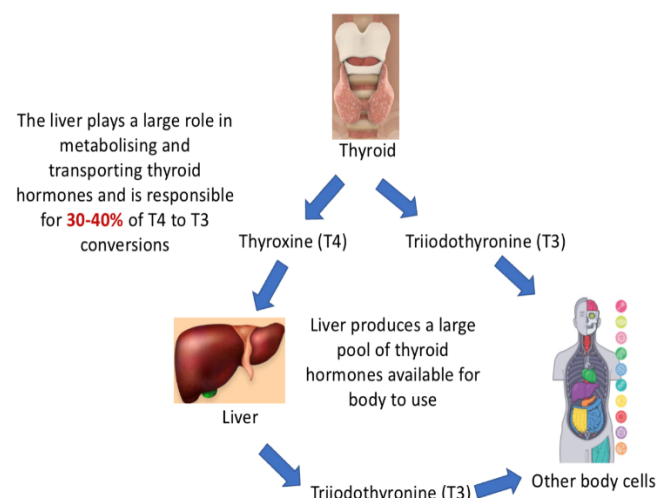 Thyroid
The liver plays a large role in
metabolising and
transporting thyroid
hormones and is responsible
for 30-40% of T4 to T3
conversions
Thyroxine (T4)
Triiodothyronine (T3)
Liver produces a large
pool of thyroid
hormones available for
body to use
Liver
Other body cells
Triiodothyronine (T3)